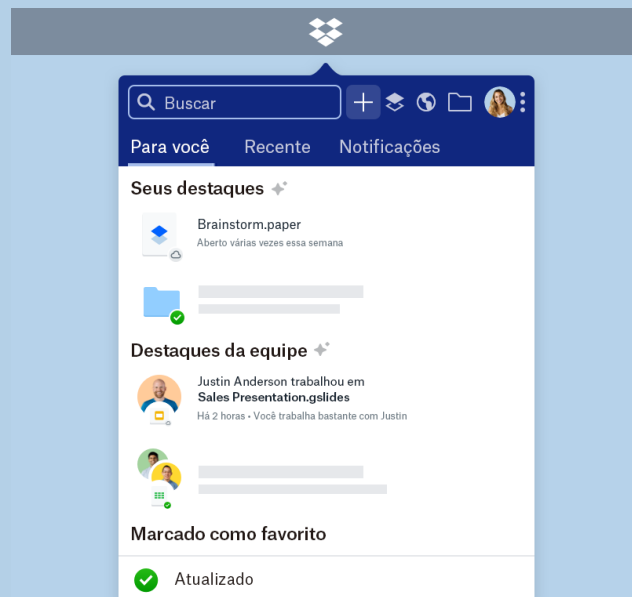 Buscar
Para você
Recente
Notificações
Seus destaques
Brainstorm.paper
Aberto várias vezes essa semana
Destaques da equipe
Justin Anderson trabalhou em
Sales Presentation.gslides
Há 2 horas • Você trabalha bastante com Justin
Marcado como favorito
Atualizado